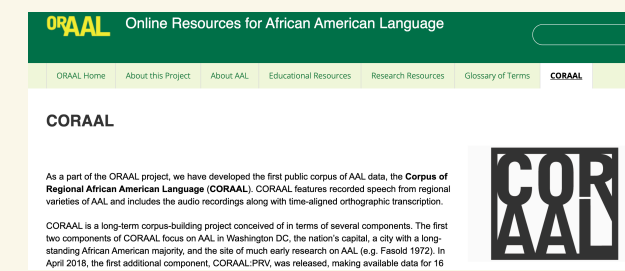 ORAAL Online Resources for African American Language
ORAAL Home About this Project About AAL Educational Resources Research Resources Glossary of Terms CORAAL
CORAAL
As a part of the ORAAL project, we have developed the first public corpus of AAL data, the Corpus of
Regional African American Language (CORAAL). CORAAL features recorded speech from regional
varieties of AAL and includes the audio recordings along with time-aligned orthographic transcription.
COR
AAL
CORAAL is a long-term corpus-building project conceived of in terms of several components. The first
two components of CORAAL focus on AAL in Washington DC, the nation's capital, a city with a long-
standing African American majority, and the site of much early research on AAL (e.g. Fasold 1972). In
April 2018, the first additional component, CORAAL:PRV, was released, making available data for 16